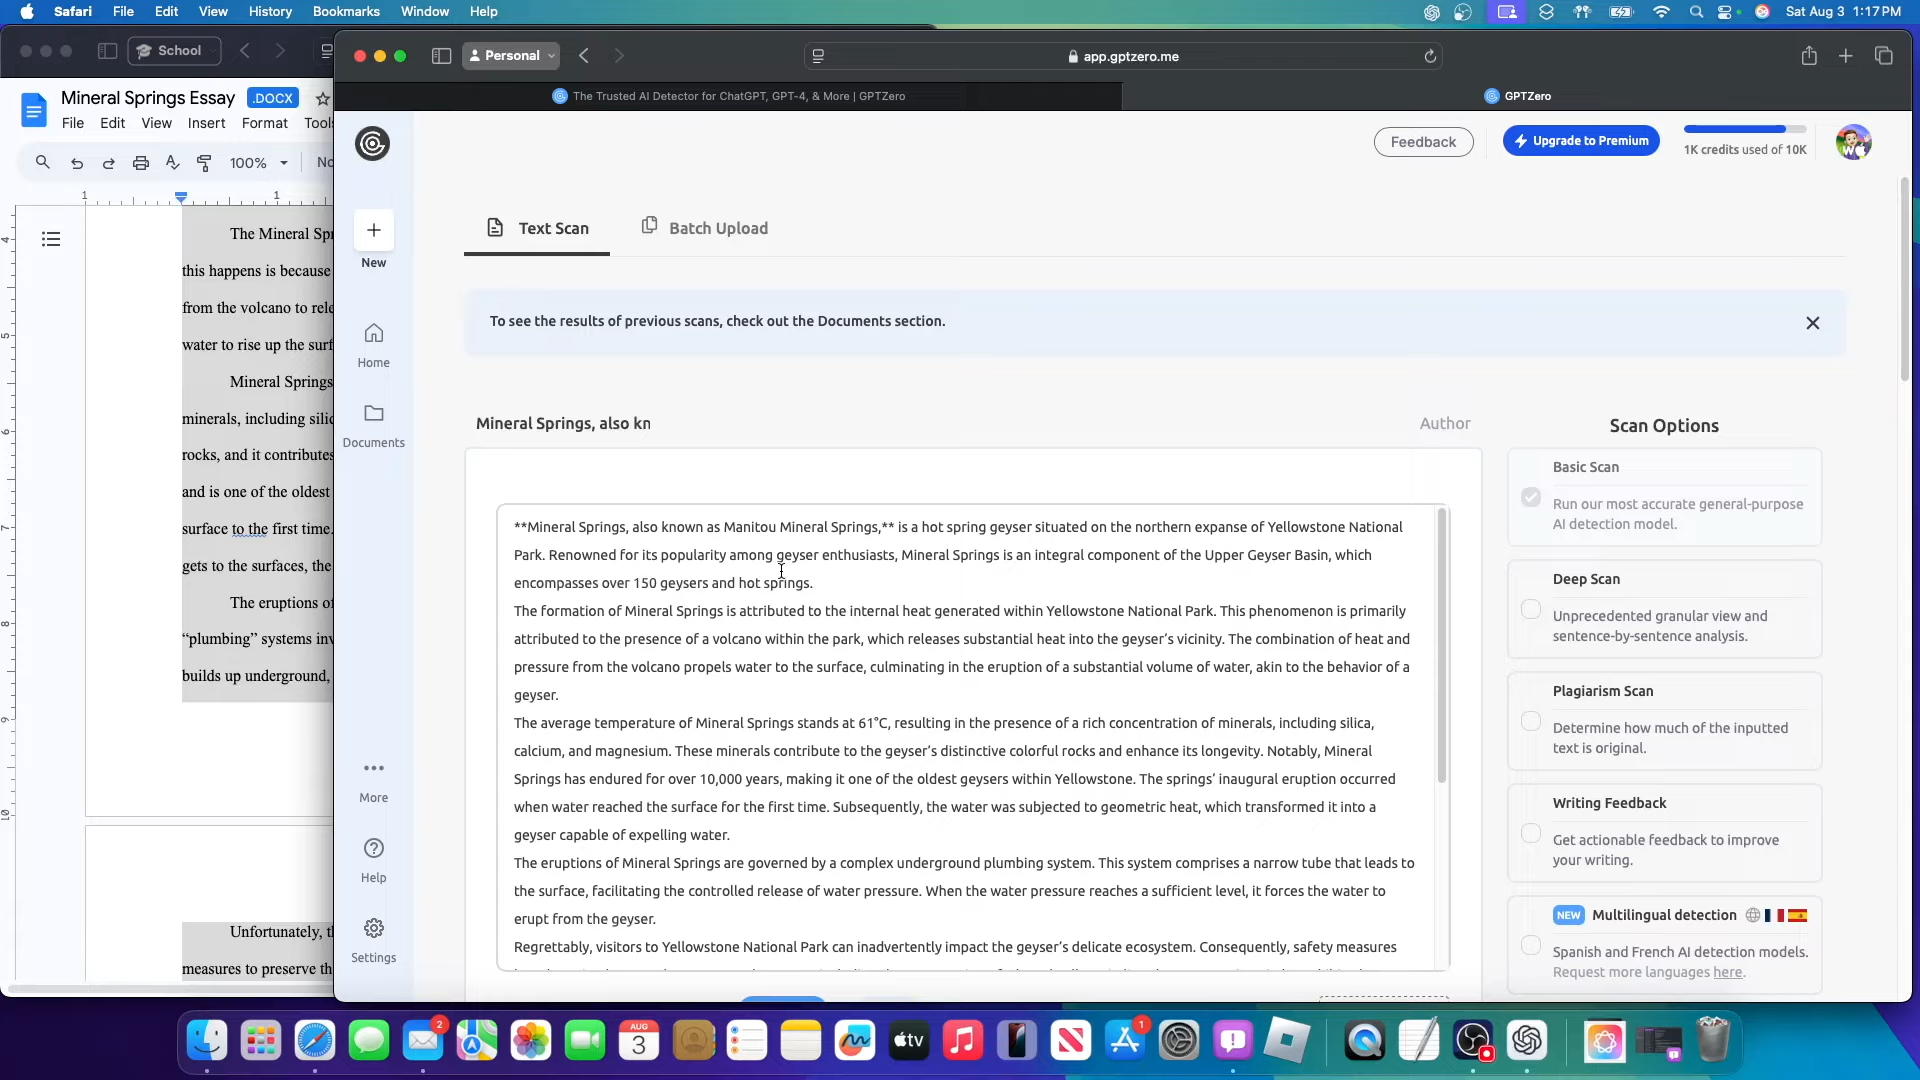 Safari File Edit View History Bookmarks Window Help Sat Aug 3 1:17 PM
School
Mineral Springs Essay .DOCX
File Edit View Insert Format Tools
100% No
1 1
4
5
6
7
8
9
10
The Mineral Spr
this happens is because
from the volcano to rele
water to rise up the surf
Mineral Springs
minerals, including silic
rocks, and it contributes
and is one of the oldest
surface to the first time.
gets to the surfaces, the
The eruptions of
“plumbing” systems inv
builds up underground,
Unfortunately, th
measures to preserve th
Personal
app.gptzero.me
The Trusted AI Detector for ChatGPT, GPT-4, & More | GPTZero
GPTZero
New
Home
Documents
More
Help
Settings
Feedback
Upgrade to Premium
1K credits used of 10K
Text Scan
Batch Upload
To see the results of previous scans, check out the Documents section.
Mineral Springs, also kn
Author
**Mineral Springs, also known as Manitou Mineral Springs,** is a hot spring geyser situated on the northern expanse of Yellowstone National
Park. Renowned for its popularity among geyser enthusiasts, Mineral Springs is an integral component of the Upper Geyser Basin, which
encompasses over 150 geysers and hot springs.
The formation of Mineral Springs is attributed to the internal heat generated within Yellowstone National Park. This phenomenon is primarily
attributed to the presence of a volcano within the park, which releases substantial heat into the geyser’s vicinity. The combination of heat and
pressure from the volcano propels water to the surface, culminating in the eruption of a substantial volume of water, akin to the behavior of a
geyser.
The average temperature of Mineral Springs stands at 61°C, resulting in the presence of a rich concentration of minerals, including silica,
calcium, and magnesium. These minerals contribute to the geyser’s distinctive colorful rocks and enhance its longevity. Notably, Mineral
Springs has endured for over 10,000 years, making it one of the oldest geysers within Yellowstone. The springs’ inaugural eruption occurred
when water reached the surface for the first time. Subsequently, the water was subjected to geometric heat, which transformed it into a
geyser capable of expelling water.
The eruptions of Mineral Springs are governed by a complex underground plumbing system. This system comprises a narrow tube that leads to
the surface, facilitating the controlled release of water pressure. When the water pressure reaches a sufficient level, it forces the water to
erupt from the geyser.
Regrettably, visitors to Yellowstone National Park can inadvertently impact the geyser’s delicate ecosystem. Consequently, safety measures
Scan Options
Basic Scan
Run our most accurate general-purpose
AI detection model.
Deep Scan
Unprecedented granular view and
sentence-by-sentence analysis.
Plagiarism Scan
Determine how much of the inputted
text is original.
Writing Feedback
Get actionable feedback to improve
your writing.
NEW Multilingual detection
Spanish and French AI detection models.
Request more languages here.
2
AUG
3
tv
1